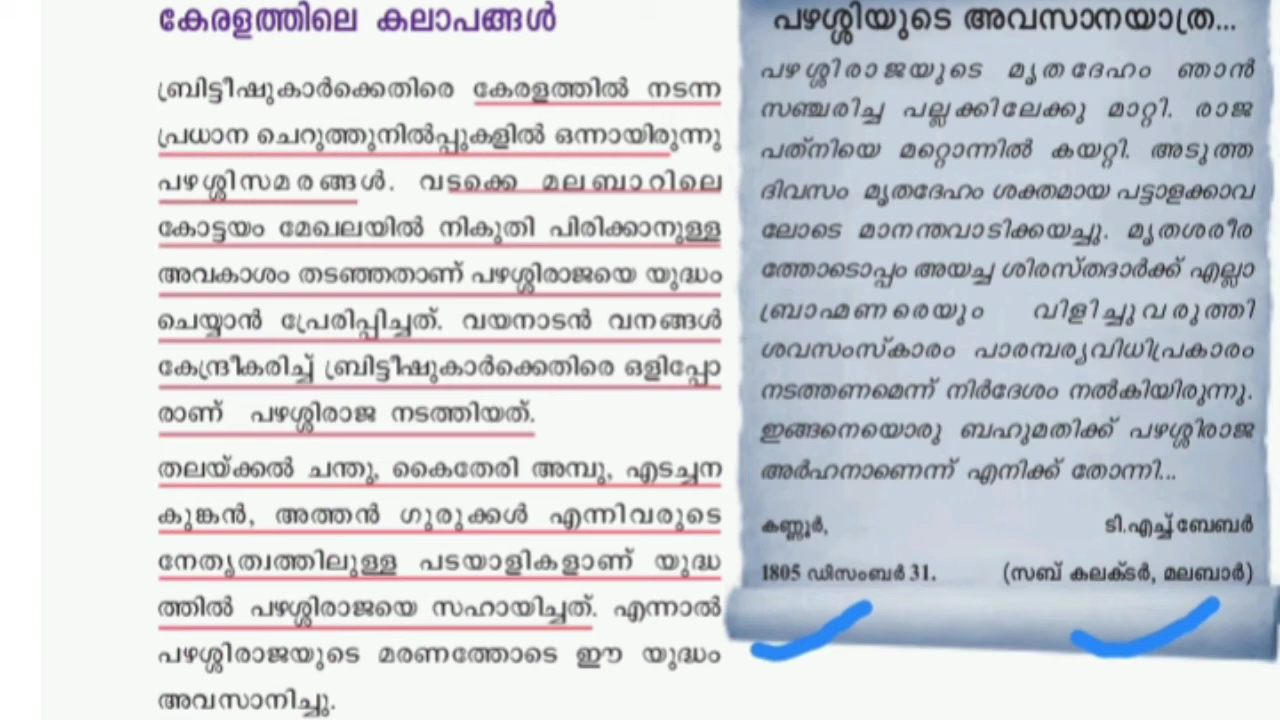 കേരളത്തിലെ കലാപങ്ങൾ
ബ്രിട്ടീഷുകാർക്കെതിരെ കേരളത്തിൽ നടന്ന
പ്രധാന ചെറുത്തുനിൽപ്പുകളിൽ ഒന്നായിരുന്നു
പഴശ്ശിസമരങ്ങൾ. വടക്കെ മലബാറിലെ
കോട്ടയം മേഖലയിൽ നികുതി പിരിക്കാനുള്ള
അവകാശം തടഞ്ഞതാണ് പഴശ്ശിരാജയെ യുദ്ധം
ചെയ്യാൻ പ്രേരിപ്പിച്ചത്. വയനാടൻ വനങ്ങൾ
കേന്ദ്രീകരിച്ച് ബ്രിട്ടീഷുകാർക്കെതിരെ ഒളിപ്പോ
രാണ് പഴശ്ശിരാജ നടത്തിയത്.
തലയ്ക്കൽ ചന്തു, കൈതേരി അമ്പു, എടച്ചന
കുങ്കൻ, അത്തൻ ഗുരുക്കൾ എന്നിവരുടെ
നേതൃത്വത്തിലുള്ള പടയാളികളാണ് യുദ്ധ
ത്തിൽ പഴശ്ശിരാജയെ സഹായിച്ചത്. എന്നാൽ
പഴശ്ശിരാജയുടെ മരണത്തോടെ ഈ യുദ്ധം
അവസാനിച്ചു.
പഴശ്ശിയുടെ അവസാനയാത്ര...
പഴശ്ശിരാജയുടെ മൃതദേഹം ഞാൻ
സഞ്ചരിച്ച പല്ലക്കിലേക്കു മാറ്റി. രാജ
പത്നിയെ മറ്റൊന്നിൽ കയറ്റി. അടുത്ത
ദിവസം മൃതദേഹം ശക്തമായ പട്ടാളക്കാവ
ലോടെ മാനന്തവാടിക്കയച്ചു. മൃതശരീര
ത്തോടൊപ്പം അയച്ച ശിരസ്തദാർക്ക് എല്ലാ
ബ്രാഹ്മണരെയും വിളിച്ചുവരുത്തി
ശവസംസ്കാരം പാരമ്പര്യവിധിപ്രകാരം
നടത്തണമെന്ന് നിർദേശം നൽകിയിരുന്നു.
ഇങ്ങനെയൊരു ബഹുമതിക്ക് പഴശ്ശിരാജ
അർഹനാണെന്ന് എനിക്ക് തോന്നി...
കണ്ണൂർ, ടി.എച്ച് ബേബർ
1805 ഡിസംബർ 31. (സബ് കലക്ടർ, മലബാർ)